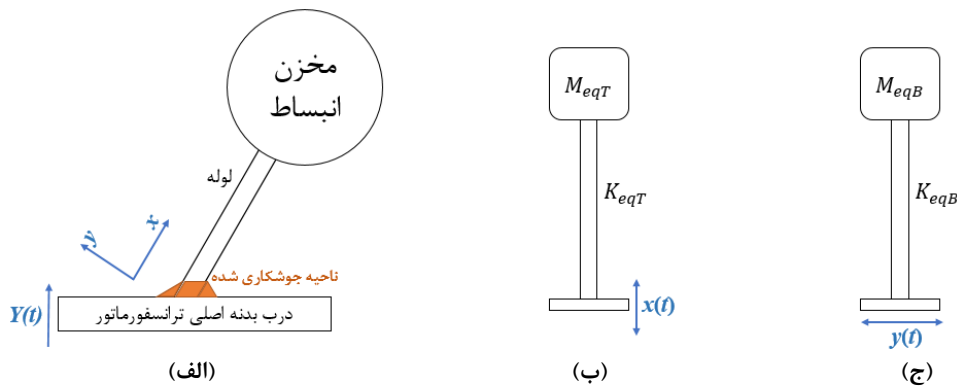 مخزن
انبساط
لوله
x
y
ناحیه جوشکاری شده
درب بدنه اصلی ترانسفورماتور
Y(t)
(الف)
M_eqT
K_eqT
x(t)
(ب)
M_eqB
K_eqB
y(t)
(ج)